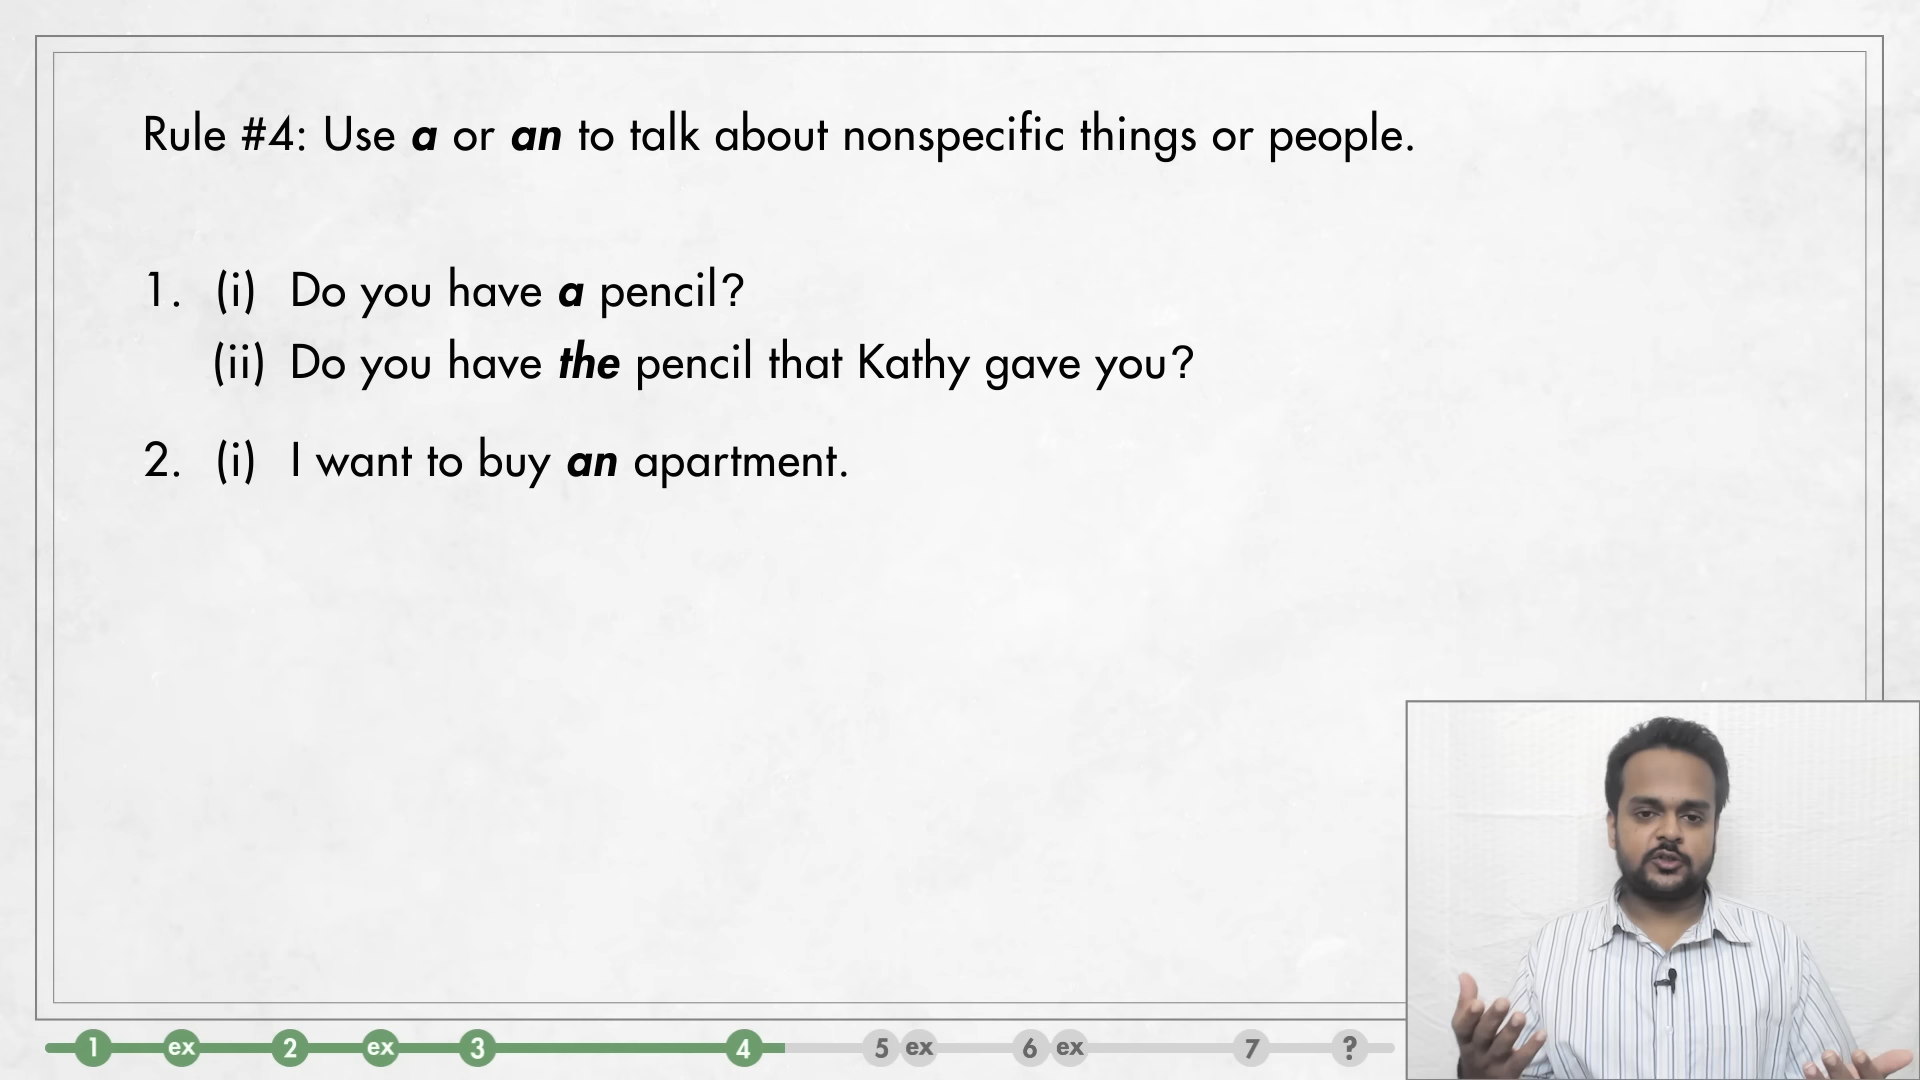 Rule #4: Use a or an to talk about nonspecific things or people.
1. (i) Do you have a pencil?
(ii) Do you have the pencil that Kathy gave you?
2. (i) I want to buy an apartment.
1 ex 2 ex 3 4 5 ex 6 ex 7 ?